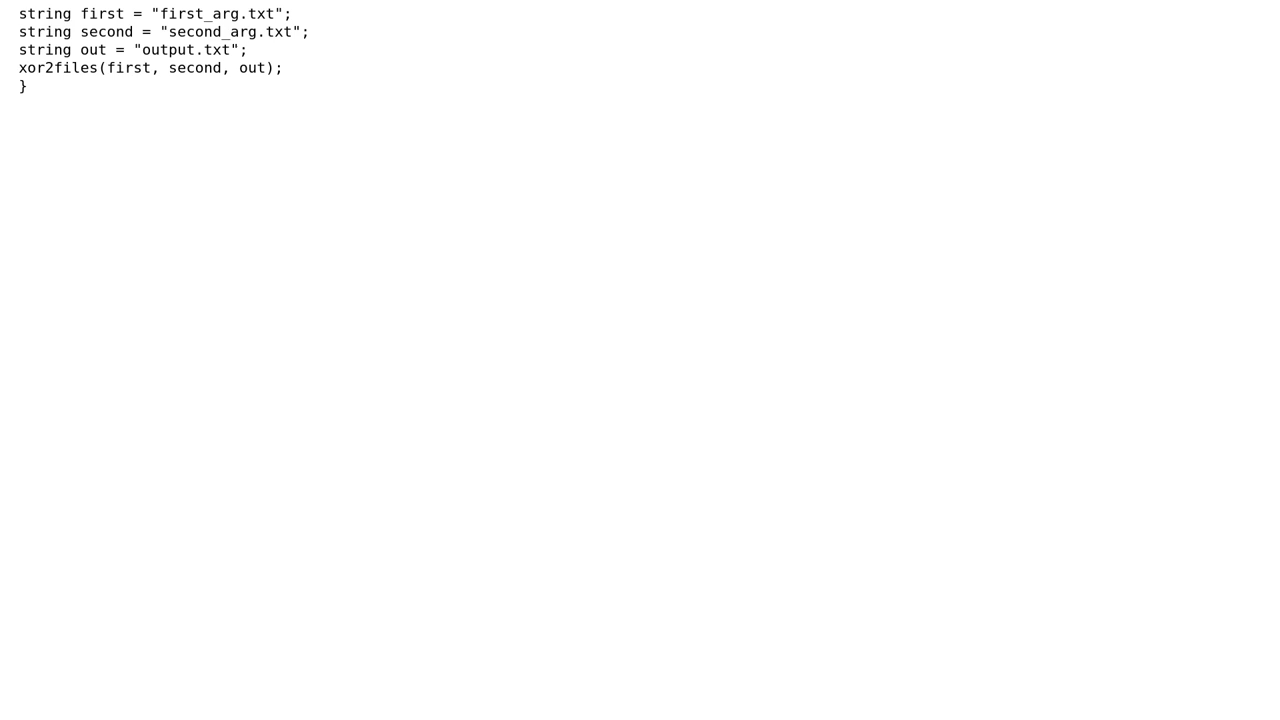 string first = "first_arg.txt";
string second = "second_arg.txt";
string out = "output.txt";
xor2files(first, second, out);
}